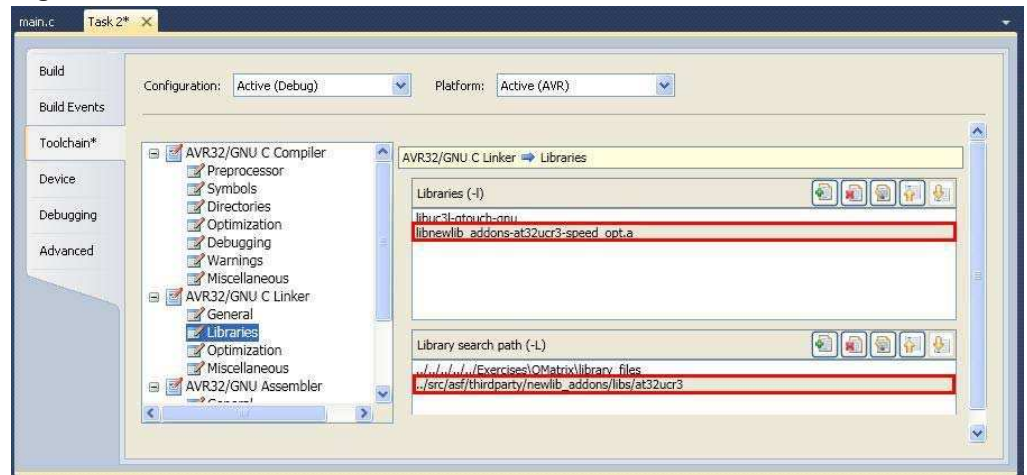 main.c Task 2* ×
Build
Build Events
Toolchain*
Device
Debugging
Advanced
Configuration: Active (Debug) Platform: Active (AVR)
AVR32/GNU C Compiler
Preprocessor
Symbols
Directories
Optimization
Debugging
Warnings
Miscellaneous
AVR32/GNU C Linker
General
Libraries
Optimization
Miscellaneous
AVR32/GNU Assembler
General
AVR32/GNU C Linker ➡ Libraries
Libraries (-l)
libuc3l-qtouch-gnu
libnewlib_addons-at32ucr3-speed_opt.a
Library search path (-L)
../../../../../Exercises\QMatrix\library_files
../src/asf/thirdparty/newlib_addons/libs/at32ucr3